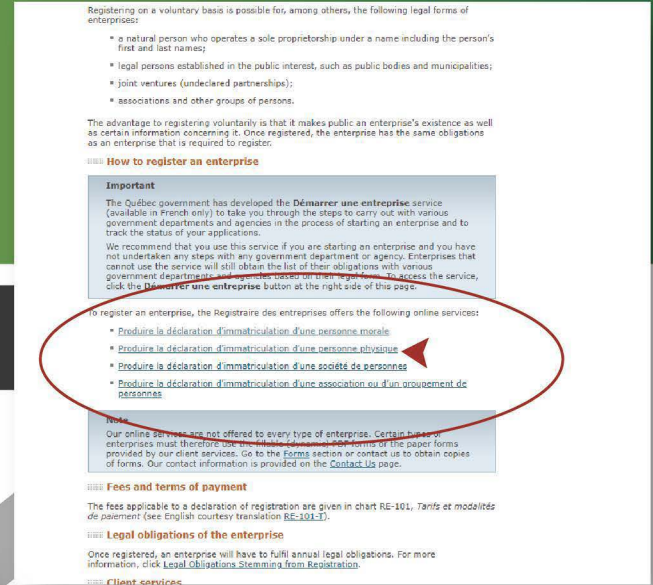 Registering on a voluntary basis is possible for, among others, the following legal forms of
enterprises:
a natural person who operates a sole proprietorship under a name including the person's
first and last names;
legal persons established in the public interest, such as public bodies and municipalities;
joint ventures (undeclared partnerships);
associations and other groups of persons.
The advantage to registering voluntarily is that it makes public an enterprise's existence as well
as certain information concerning it. Once registered, the enterprise has the same obligations
as an enterprise that is required to register.
How to register an enterprise
Important
The Québec government has developed the Démarrer une entreprise service
(available in French only) to take you through the steps to carry out with various
government departments and agencies in the process of starting an enterprise and to
track the status of your applications.
We recommend that you use this service if you are starting an enterprise and you have
not undertaken any steps with any government department or agency. Enterprises that
cannot use the service will still obtain the list of their obligations with various
government departments and agencies based on their legal form. To access the service,
click the Démarrer une entreprise button at the right side of this page.
To register an enterprise, the Registraire des entreprises offers the following online services:
Produire la déclaration d'immatriculation d'une personne morale
Produire la déclaration d'immatriculation d'une personne physique
Produire la déclaration d'immatriculation d'une société de personnes
Produire la déclaration d'immatriculation d'une association ou d'un groupement de
personnes
Note
Our online services are not offered to every type of enterprise. Certain types of
enterprises must therefore use the fillable (dynamic) PDF forms or the paper forms
provided by our client services. Go to the Forms section or contact us to obtain copies
of forms. Our contact information is provided on the Contact Us page.
Fees and terms of payment
The fees applicable to a declaration of registration are given in chart RE-101, Tarifs et modalités
de paiement (see English courtesy translation RE-101-T).
Legal obligations of the enterprise
Once registered, an enterprise will have to fulfil annual legal obligations. For more
information, click Legal Obligations Stemming from Registration.
Client services